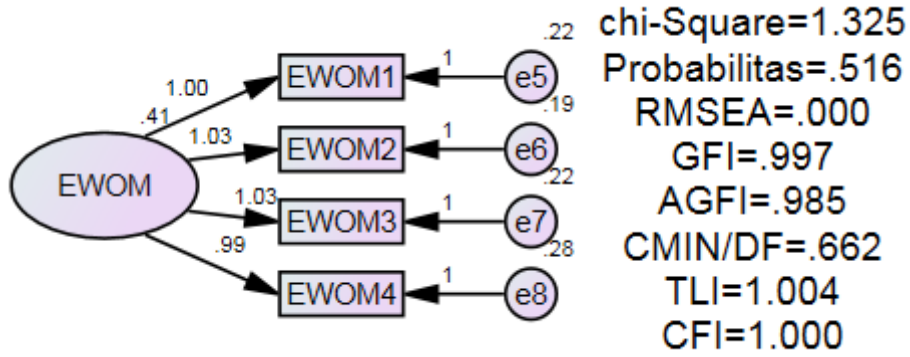 .22
EWOM1
1
e5
1.00
.41
.19
EWOM2
1
e6
1.03
EWOM
.22
EWOM3
1
e7
1.03
.28
EWOM4
1
e8
.99
chi-Square=1.325
Probabilitas=.516
RMSEA=.000
GFI=.997
AGFI=.985
CMIN/DF=.662
TLI=1.004
CFI=1.000